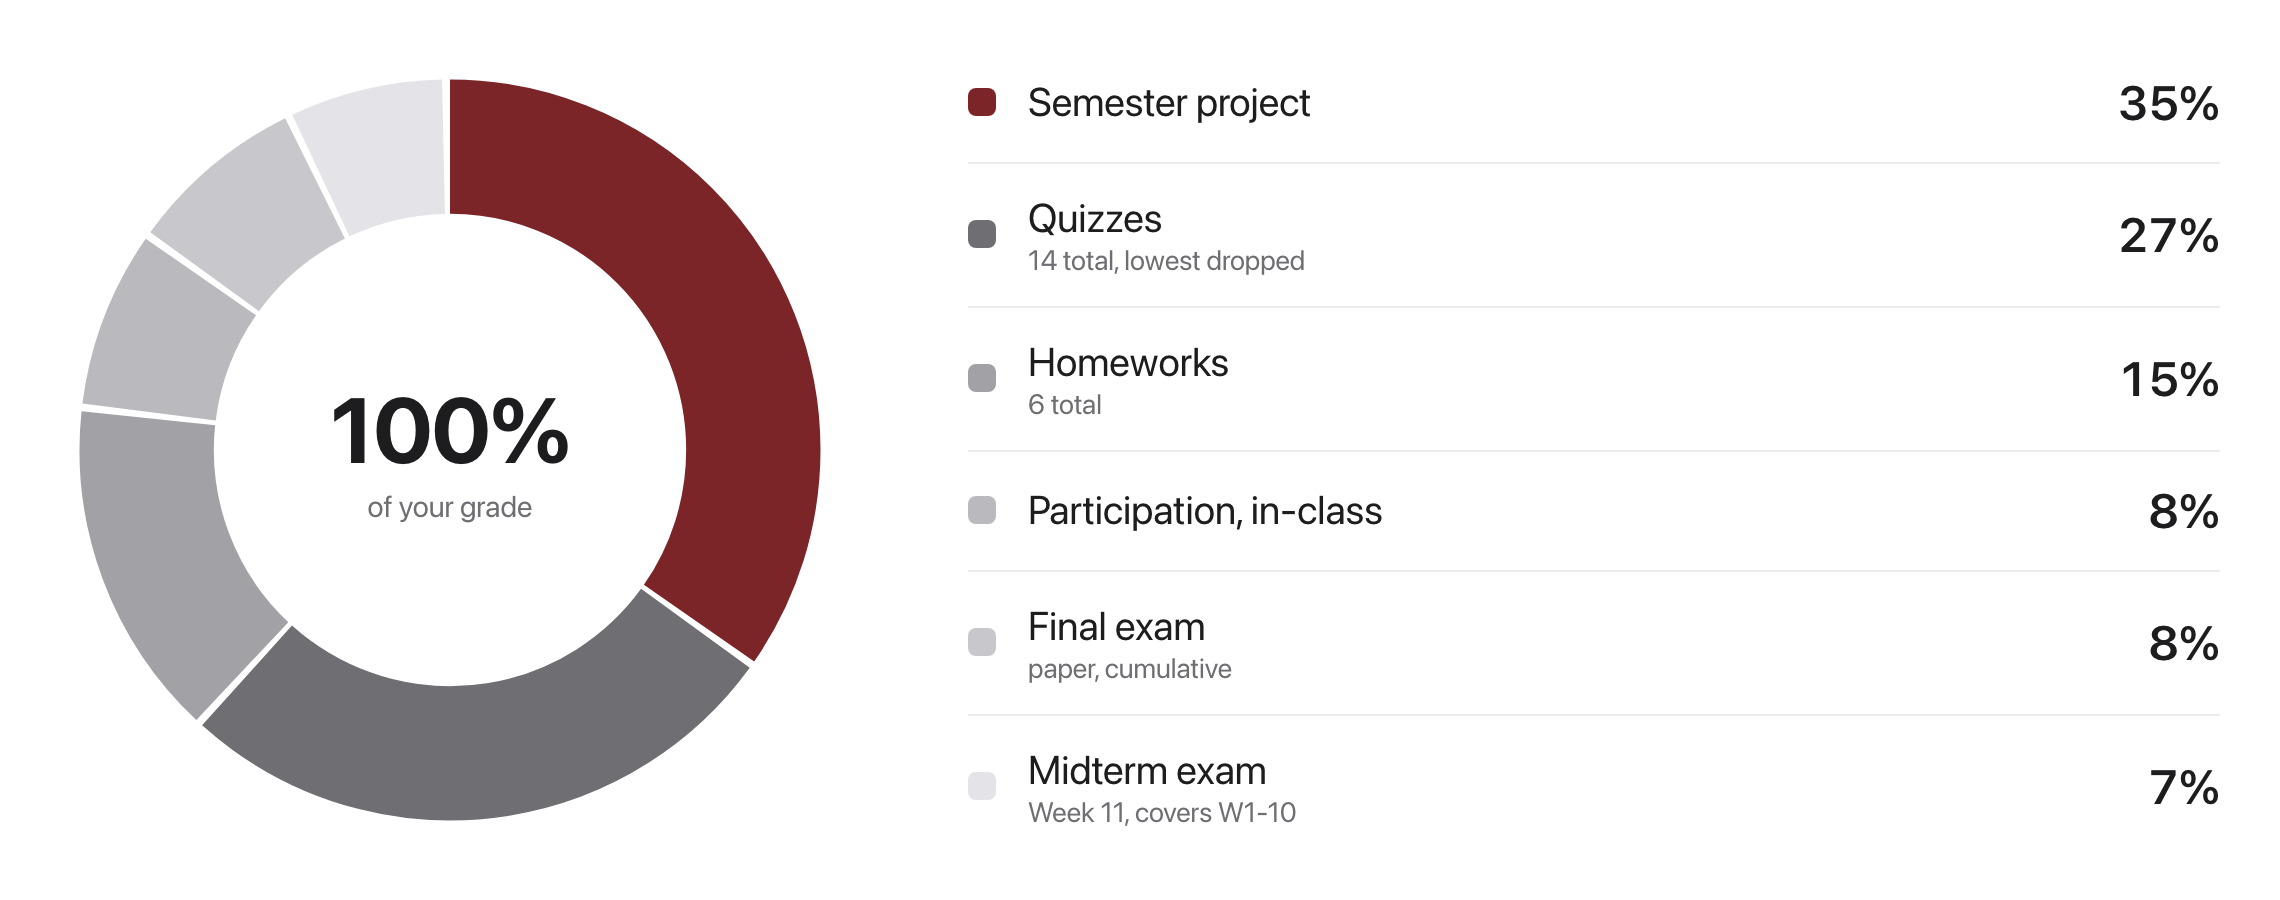 100%
of your grade
Semester project 35%
Quizzes 27%
14 total, lowest dropped
Homeworks 15%
6 total
Participation, in-class 8%
Final exam 8%
paper, cumulative
Midterm exam 7%
Week 11, covers W1-10